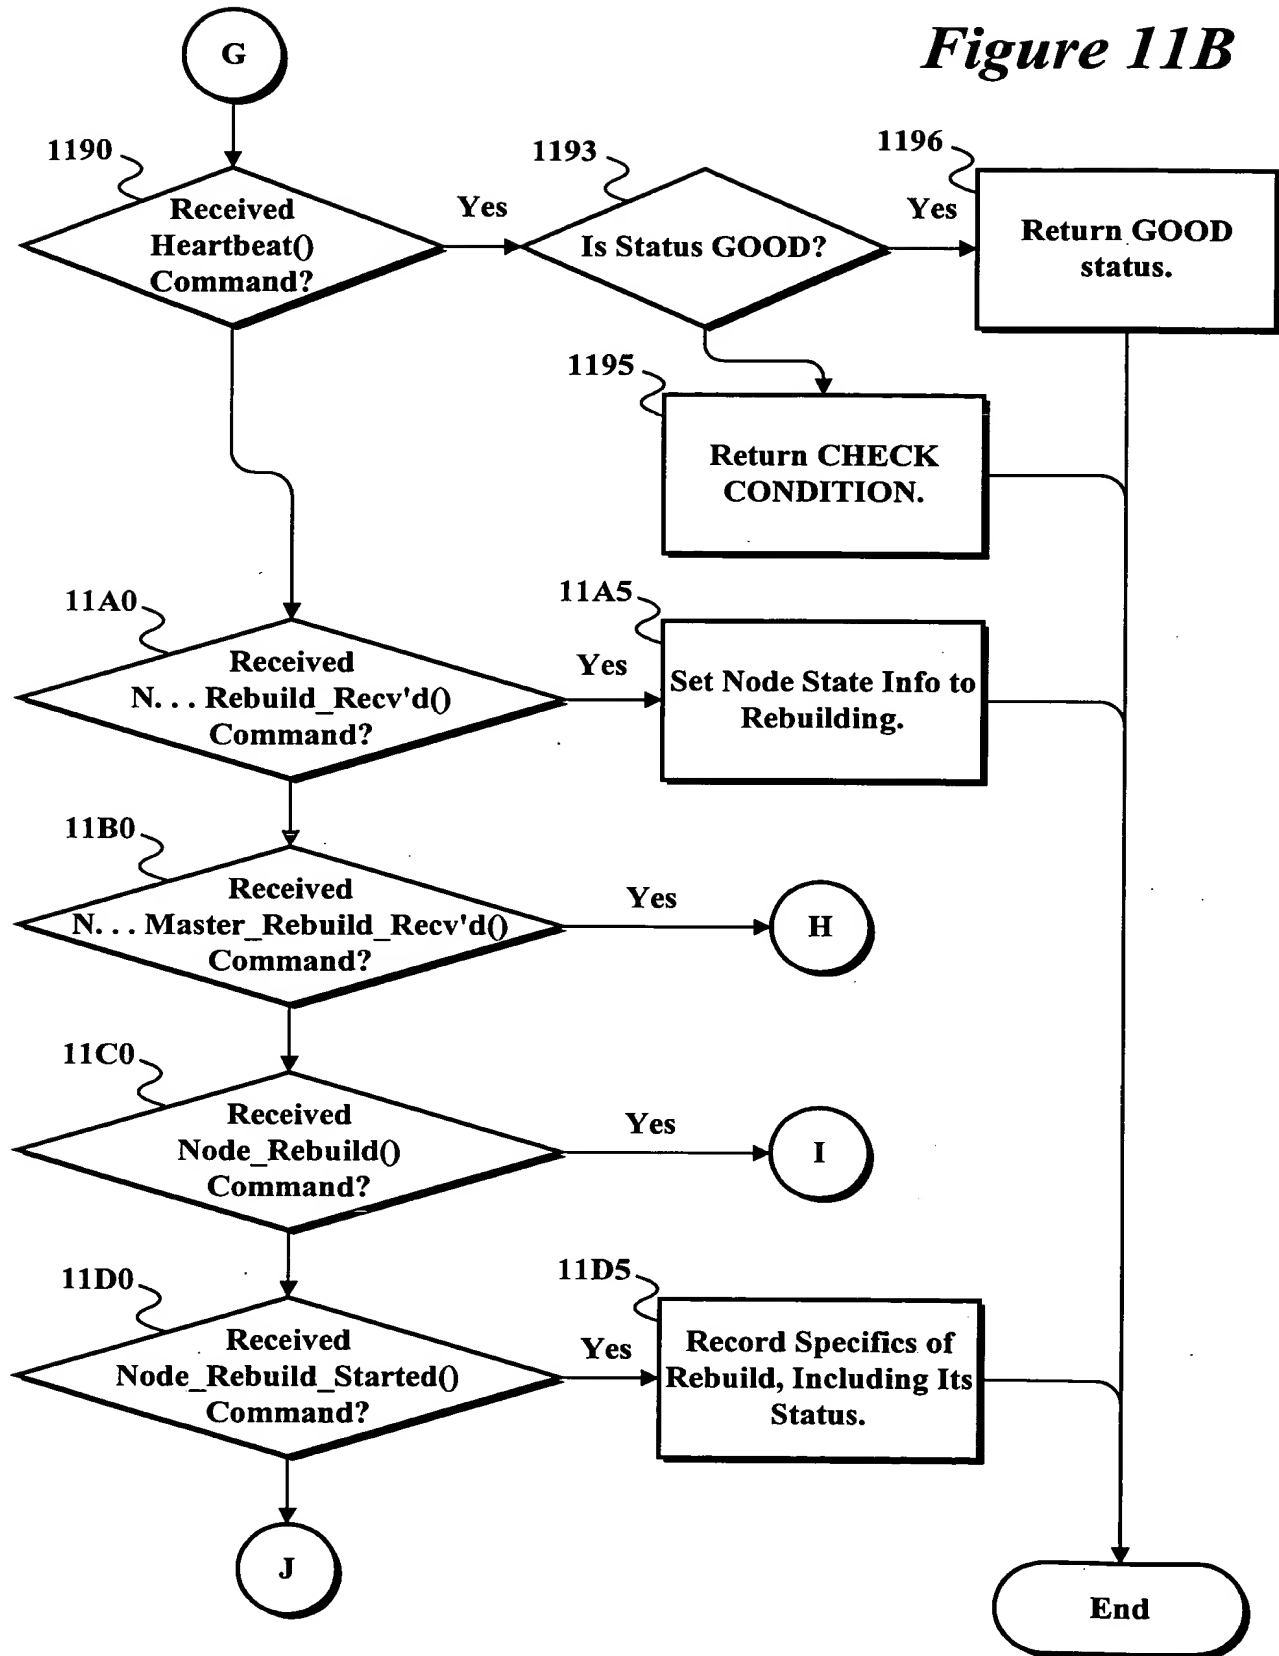 Figure 11B
G
1190
Received
Heartbeat()
Command?
Yes
1193
Is Status GOOD?
Yes
1196
Return GOOD
status.
1195
Return CHECK
CONDITION.
11A0
Received
N. . . Rebuild_Recv'd()
Command?
Yes
11A5
Set Node State Info to
Rebuilding.
11B0
Received
N. . . Master_Rebuild_Recv'd()
Command?
Yes
H
11C0
Received
Node_Rebuild()
Command?
Yes
I
11D0
Received
Node_Rebuild_Started()
Command?
Yes
11D5
Record Specifics of
Rebuild, Including Its
Status.
J
End